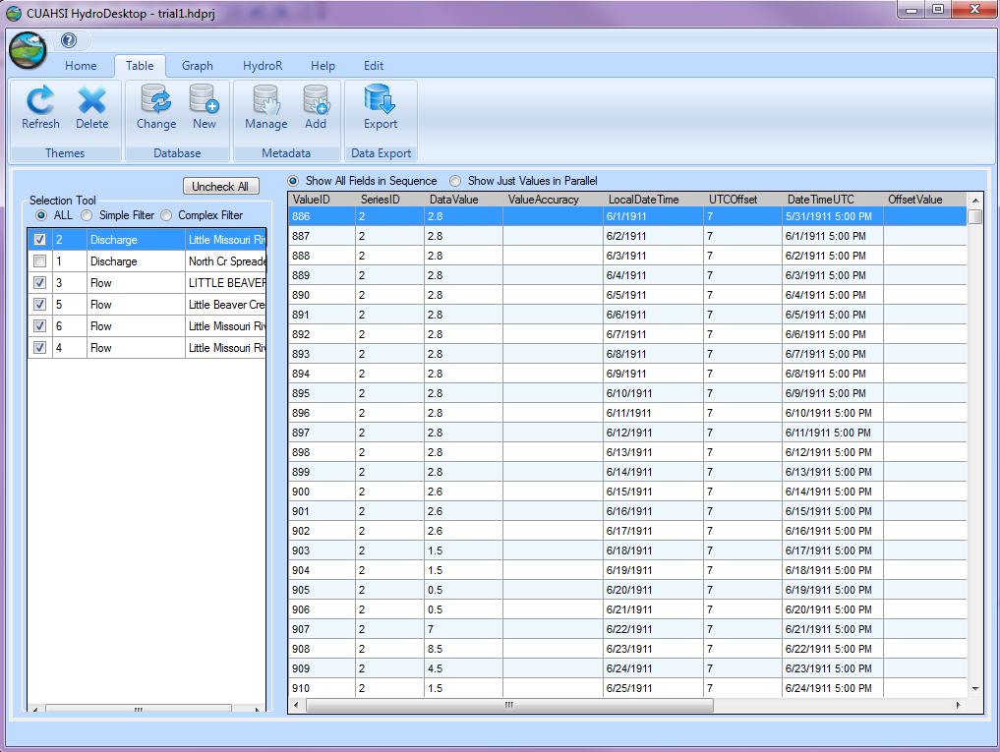 CUAHSI HydroDesktop - trial1.hdprj
Home Table Graph HydroR Help Edit
Refresh Delete Change New Manage Add Export
Themes Database Metadata Data Export
Uncheck All
Selection Tool
ALL Simple Filter Complex Filter
2 Discharge Little Missouri Riv
1 Discharge North Cr Spreade
3 Flow LITTLE BEAVER
5 Flow Little Beaver Cre
6 Flow Little Missouri Riv
4 Flow Little Missouri Riv
Show All Fields in Sequence Show Just Values in Parallel
ValueID SeriesID DataValue ValueAccuracy LocalDateTime UTCOffset DateTimeUTC OffsetValue
886 2 2.8 6/1/1911 7 5/31/1911 5:00 PM
887 2 2.8 6/2/1911 7 6/1/1911 5:00 PM
888 2 2.8 6/3/1911 7 6/2/1911 5:00 PM
889 2 2.8 6/4/1911 7 6/3/1911 5:00 PM
890 2 2.8 6/5/1911 7 6/4/1911 5:00 PM
891 2 2.8 6/6/1911 7 6/5/1911 5:00 PM
892 2 2.8 6/7/1911 7 6/6/1911 5:00 PM
893 2 2.8 6/8/1911 7 6/7/1911 5:00 PM
894 2 2.8 6/9/1911 7 6/8/1911 5:00 PM
895 2 2.8 6/10/1911 7 6/9/1911 5:00 PM
896 2 2.8 6/11/1911 7 6/10/1911 5:00 PM
897 2 2.8 6/12/1911 7 6/11/1911 5:00 PM
898 2 2.8 6/13/1911 7 6/12/1911 5:00 PM
899 2 2.8 6/14/1911 7 6/13/1911 5:00 PM
900 2 2.6 6/15/1911 7 6/14/1911 5:00 PM
901 2 2.6 6/16/1911 7 6/15/1911 5:00 PM
902 2 2.6 6/17/1911 7 6/16/1911 5:00 PM
903 2 1.5 6/18/1911 7 6/17/1911 5:00 PM
904 2 1.5 6/19/1911 7 6/18/1911 5:00 PM
905 2 0.5 6/20/1911 7 6/19/1911 5:00 PM
906 2 0.5 6/21/1911 7 6/20/1911 5:00 PM
907 2 7 6/22/1911 7 6/21/1911 5:00 PM
908 2 8.5 6/23/1911 7 6/22/1911 5:00 PM
909 2 4.5 6/24/1911 7 6/23/1911 5:00 PM
910 2 1.5 6/25/1911 7 6/24/1911 5:00 PM